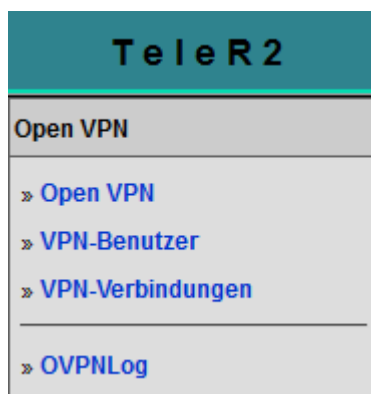 TeleR2
Open VPN
» Open VPN
» VPN-Benutzer
» VPN-Verbindungen
» OVPNLog